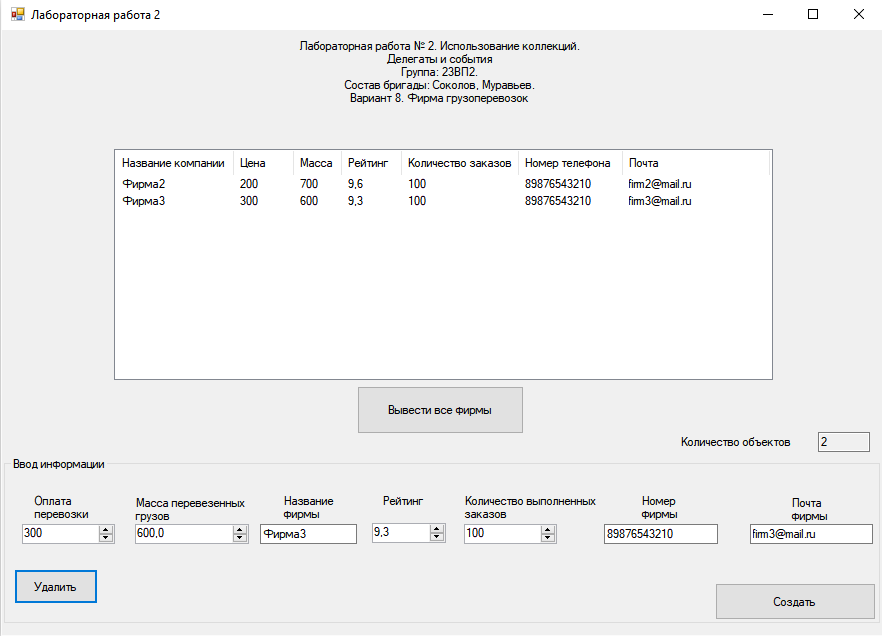 Лабораторная работа 2
Лабораторная работа № 2. Использование коллекций.
Делегаты и события
Группа: 23ВП2.
Состав бригады: Соколов, Муравьев.
Вариант 8. Фирма грузоперевозок
Название компании Цена Масса Рейтинг Количество заказов Номер телефона Почта
Фирма2 200 700 9,6 100 89876543210 firm2@mail.ru
Фирма3 300 600 9,3 100 89876543210 firm3@mail.ru
Вывести все фирмы
Количество объектов 2
Ввод информации
Оплата перевозки
Масса перевезенных грузов
Название фирмы
Рейтинг
Количество выполненных заказов
Номер фирмы
Почта фирмы
300 600,0 Фирма3 9,3 100 89876543210 firm3@mail.ru
Удалить
Создать